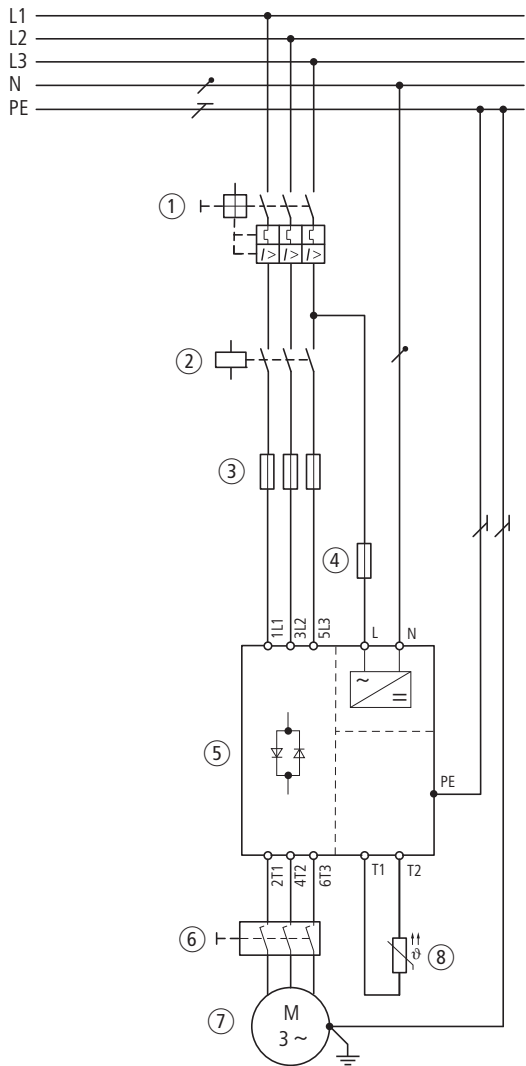 L1
L2
L3
N
PE
①
I> I> I>
②
③
④
1L1 3L2 5L3 L N
~
=
⑤
PE
2T1 4T2 6T3 T1 T2
⑥
ϑ ⑧
⑦
M
3 ~